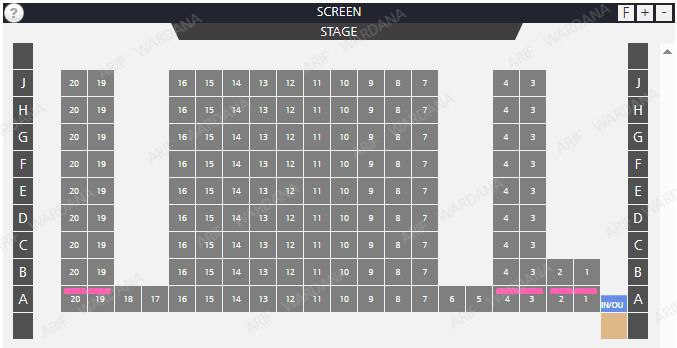 ? SCREEN F + -
STAGE
J 20 19 16 15 14 13 12 11 10 9 8 7 4 3 J
H 20 19 16 15 14 13 12 11 10 9 8 7 4 3 H
G 20 19 16 15 14 13 12 11 10 9 8 7 4 3 G
F 20 19 16 15 14 13 12 11 10 9 8 7 4 3 F
E 20 19 16 15 14 13 12 11 10 9 8 7 4 3 E
D 20 19 16 15 14 13 12 11 10 9 8 7 4 3 D
C 20 19 16 15 14 13 12 11 10 9 8 7 4 3 C
B 20 19 16 15 14 13 12 11 10 9 8 7 4 3 2 1 B
A 20 19 18 17 16 15 14 13 12 11 10 9 8 7 6 5 4 3 2 1 IN/OU A
ARIF WARDANA